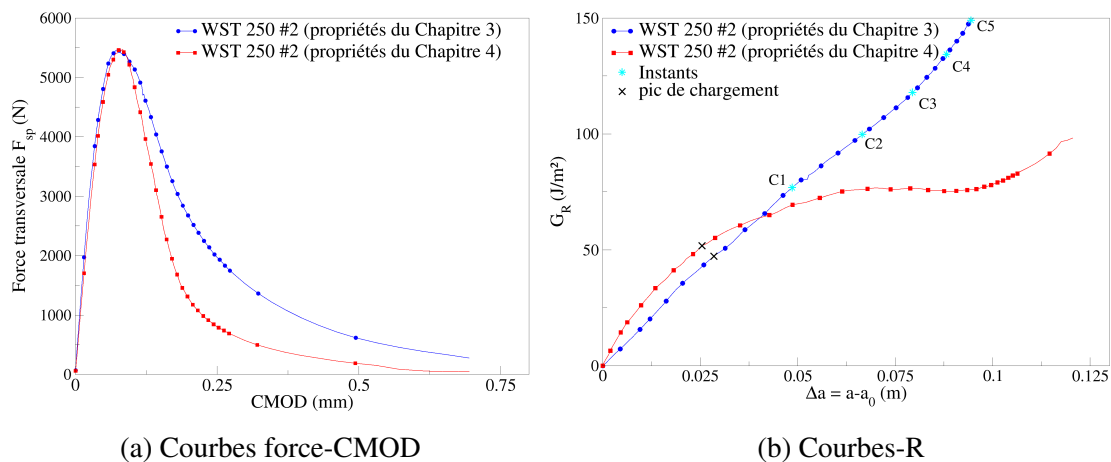 WST 250 #2 (propriétés du Chapitre 3)
WST 250 #2 (propriétés du Chapitre 4)
6000
5000
4000
3000
2000
1000
0
Force transversale F_sp (N)
0
0.25
0.5
0.75
CMOD (mm)
(a) Courbes force-CMOD
WST 250 #2 (propriétés du Chapitre 3)
WST 250 #2 (propriétés du Chapitre 4)
Instants
pic de chargement
C1
C2
C3
C4
C5
150
100
50
0
G_R (J/m²)
0
0.025
0.05
0.075
0.1
0.125
Δa = a-a_0 (m)
(b) Courbes-R